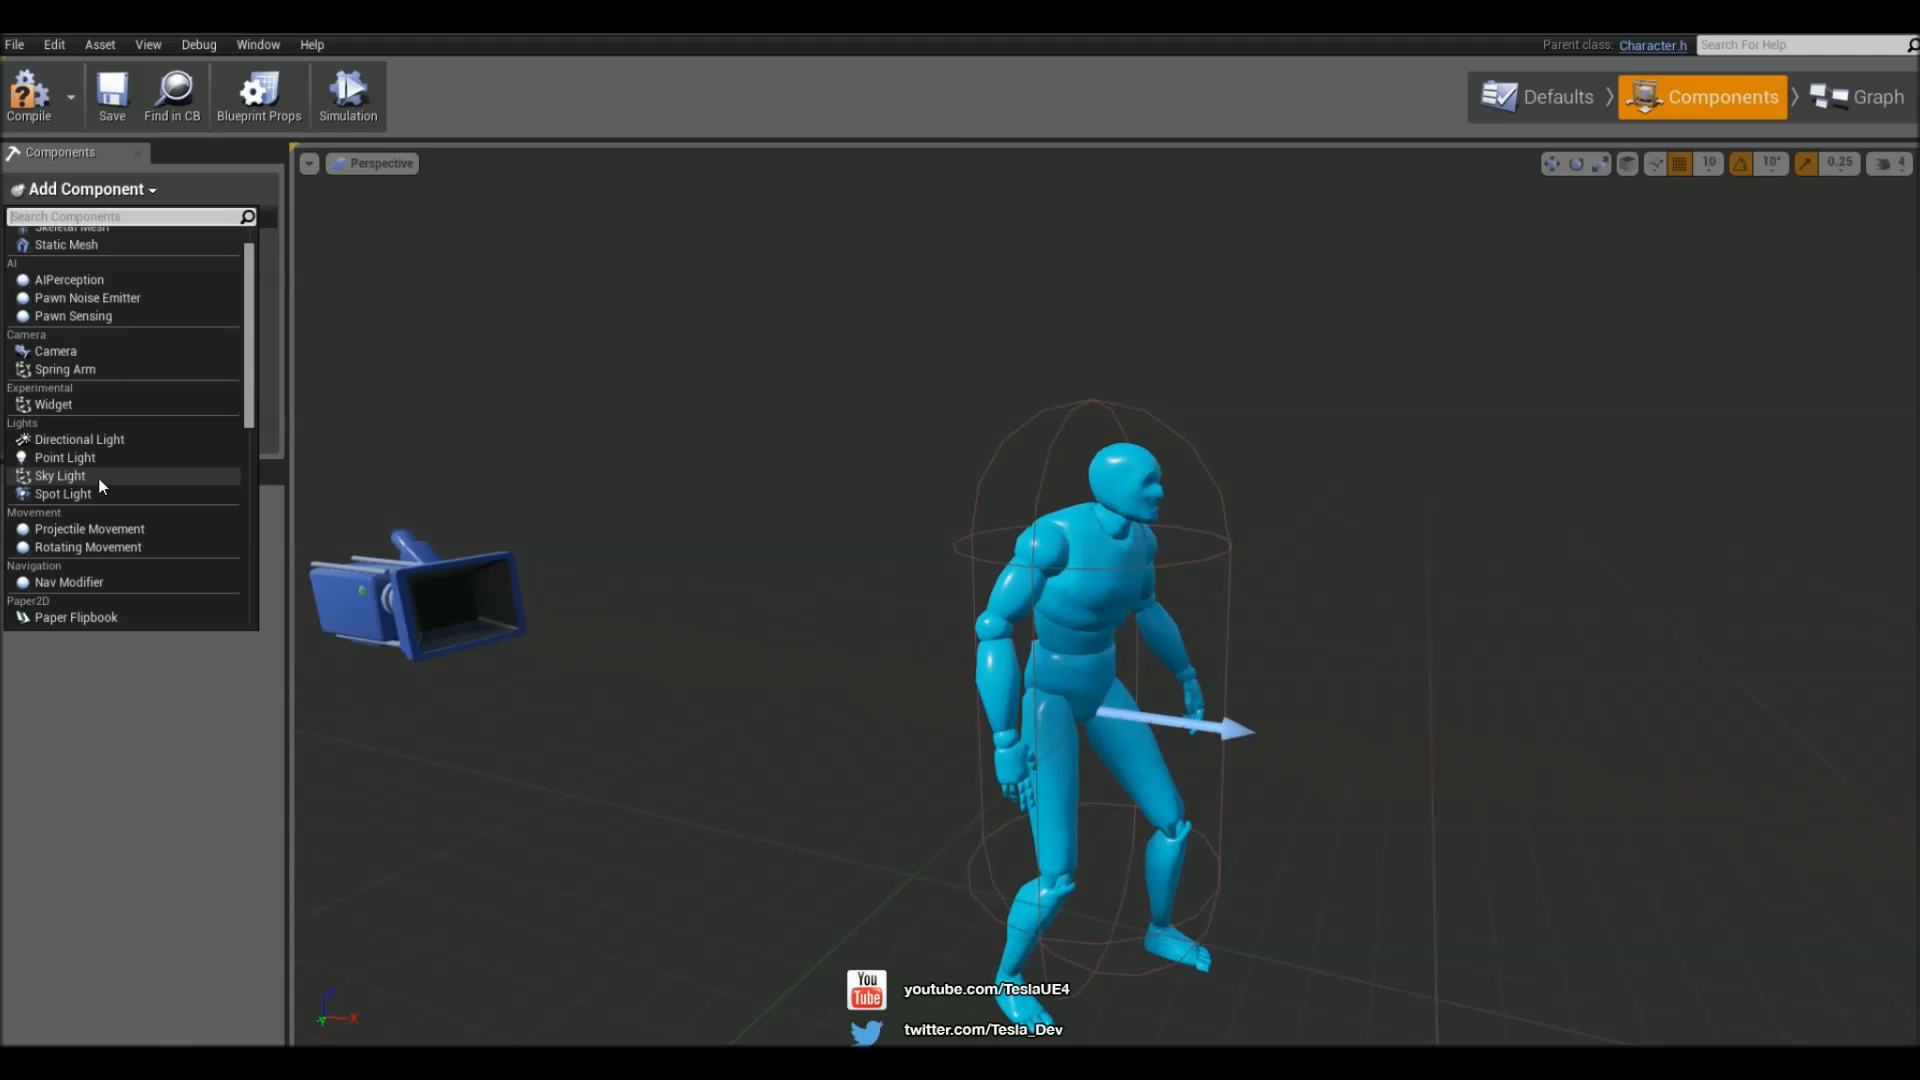 File Edit Asset View Debug Window Help
Parent class: Character.h Search For Help
Compile Save Find in CB Blueprint Props Simulation
Defaults Components Graph
Components
Perspective
10 10° 0.25 4
Add Component
Search Components
Skeletal Mesh
Static Mesh
AI
AIPerception
Pawn Noise Emitter
Pawn Sensing
Camera
Camera
Spring Arm
Experimental
Widget
Lights
Directional Light
Point Light
Sky Light
Spot Light
Movement
Projectile Movement
Rotating Movement
Navigation
Nav Modifier
Paper2D
Paper Flipbook
You
Tube
youtube.com/TeslaUE4
twitter.com/Tesla_Dev